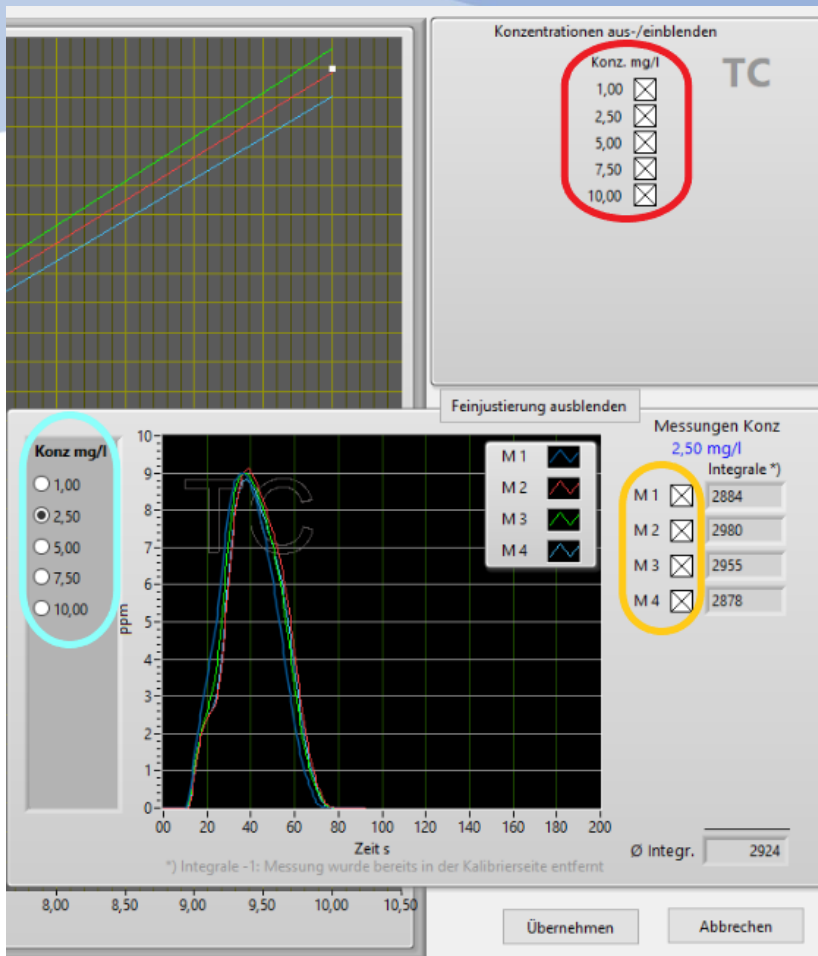 Konzentrationen aus-/einblenden
Konz. mg/l
TC
1,00
2,50
5,00
7,50
10,00
Feinjustierung ausblenden
Konz mg/l
1,00
2,50
5,00
7,50
10,00
10
9
8
7
6
5
4
3
2
1
0
ppm
TC
M 1
M 2
M 3
M 4
00 20 40 60 80 100 120 140 160 180 200
Zeit s
*) Integrale -1: Messung wurde bereits in der Kalibrierseite entfernt
Messungen Konz
2,50 mg/l
Integrale *)
M 1 2884
M 2 2980
M 3 2955
M 4 2878
Ø Integr. 2924
8,00 8,50 9,00 9,50 10,00 10,50
Übernehmen Abbrechen